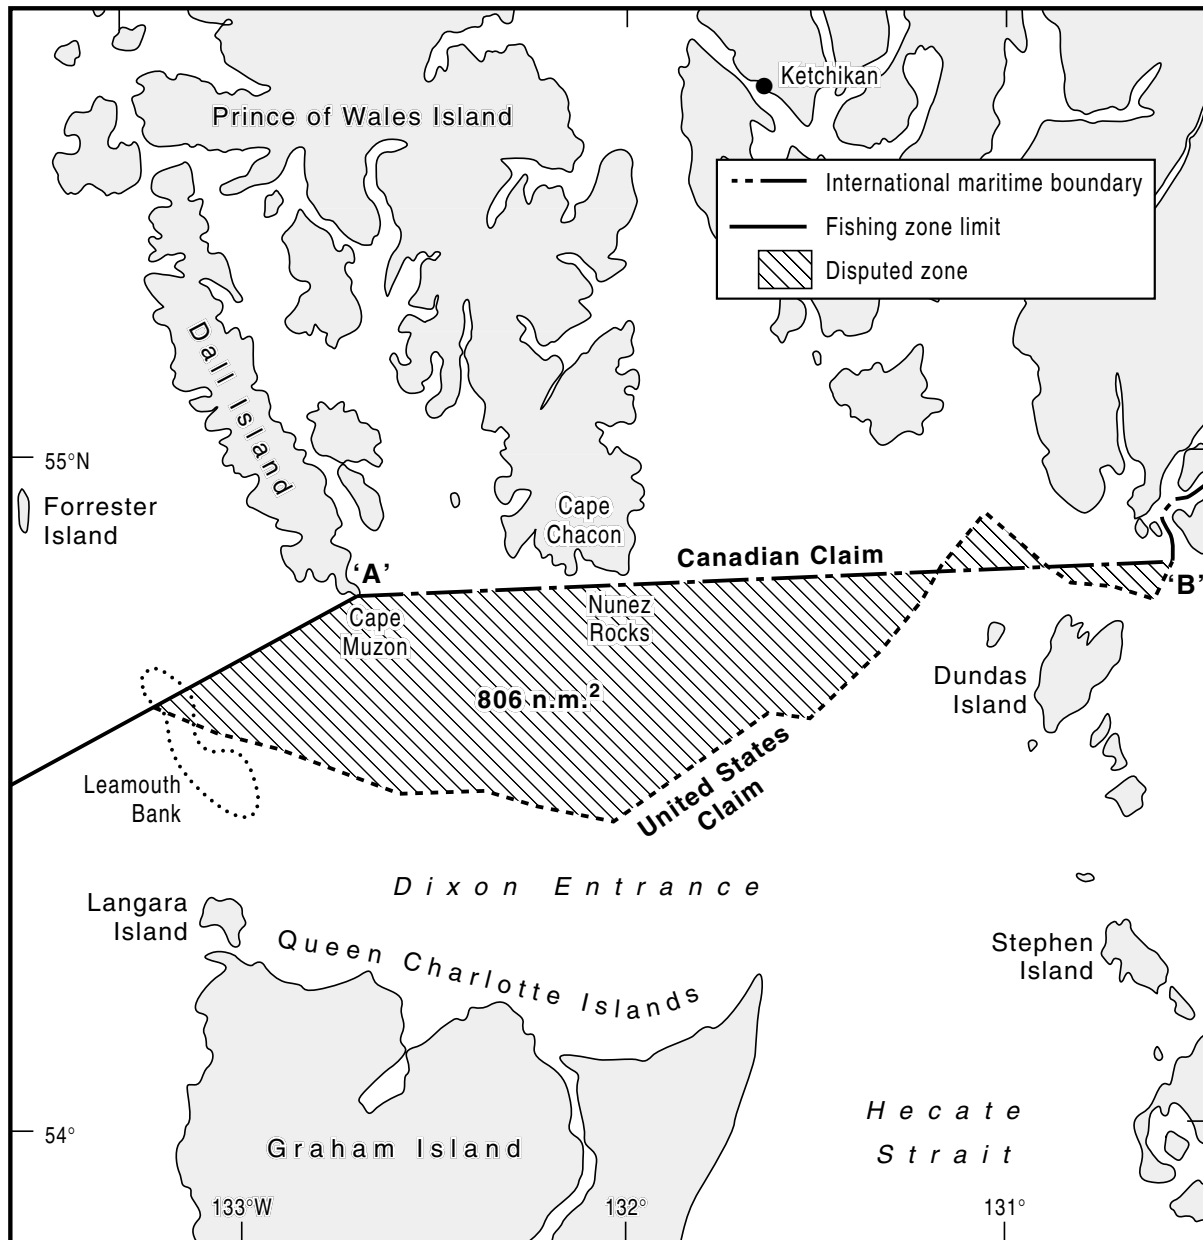 Ketchikan
Prince of Wales Island
International maritime boundary
Fishing zone limit
Disputed zone
Dall Island
55°N
Forrester
Island
Cape
Chacon
Canadian Claim
'A'
'B'
Cape
Muzon
Nunez
Rocks
Dundas
Island
806 n.m.²
United States
Claim
Leamouth
Bank
Dixon Entrance
Langara
Island
Queen Charlotte Islands
Stephen
Island
Hecate
Strait
54°
Graham Island
133°W
132°
131°